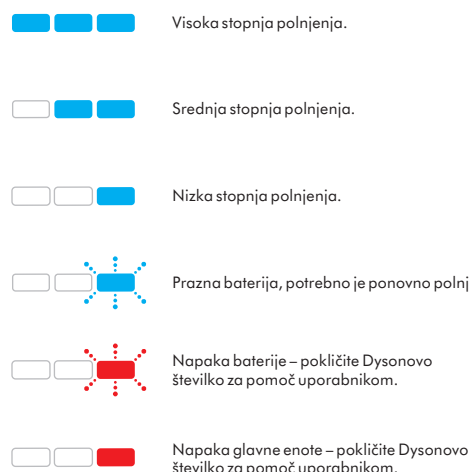 Visoka stopnja polnjenja.
Srednja stopnja polnjenja.
Nizka stopnja polnjenja.
Prazna baterija, potrebno je ponovno polnj
Napaka baterije – pokličite Dysonovo
številko za pomoč uporabnikom.
Napaka glavne enote – pokličite Dysonovo
številko za pomoč uporabnikom.